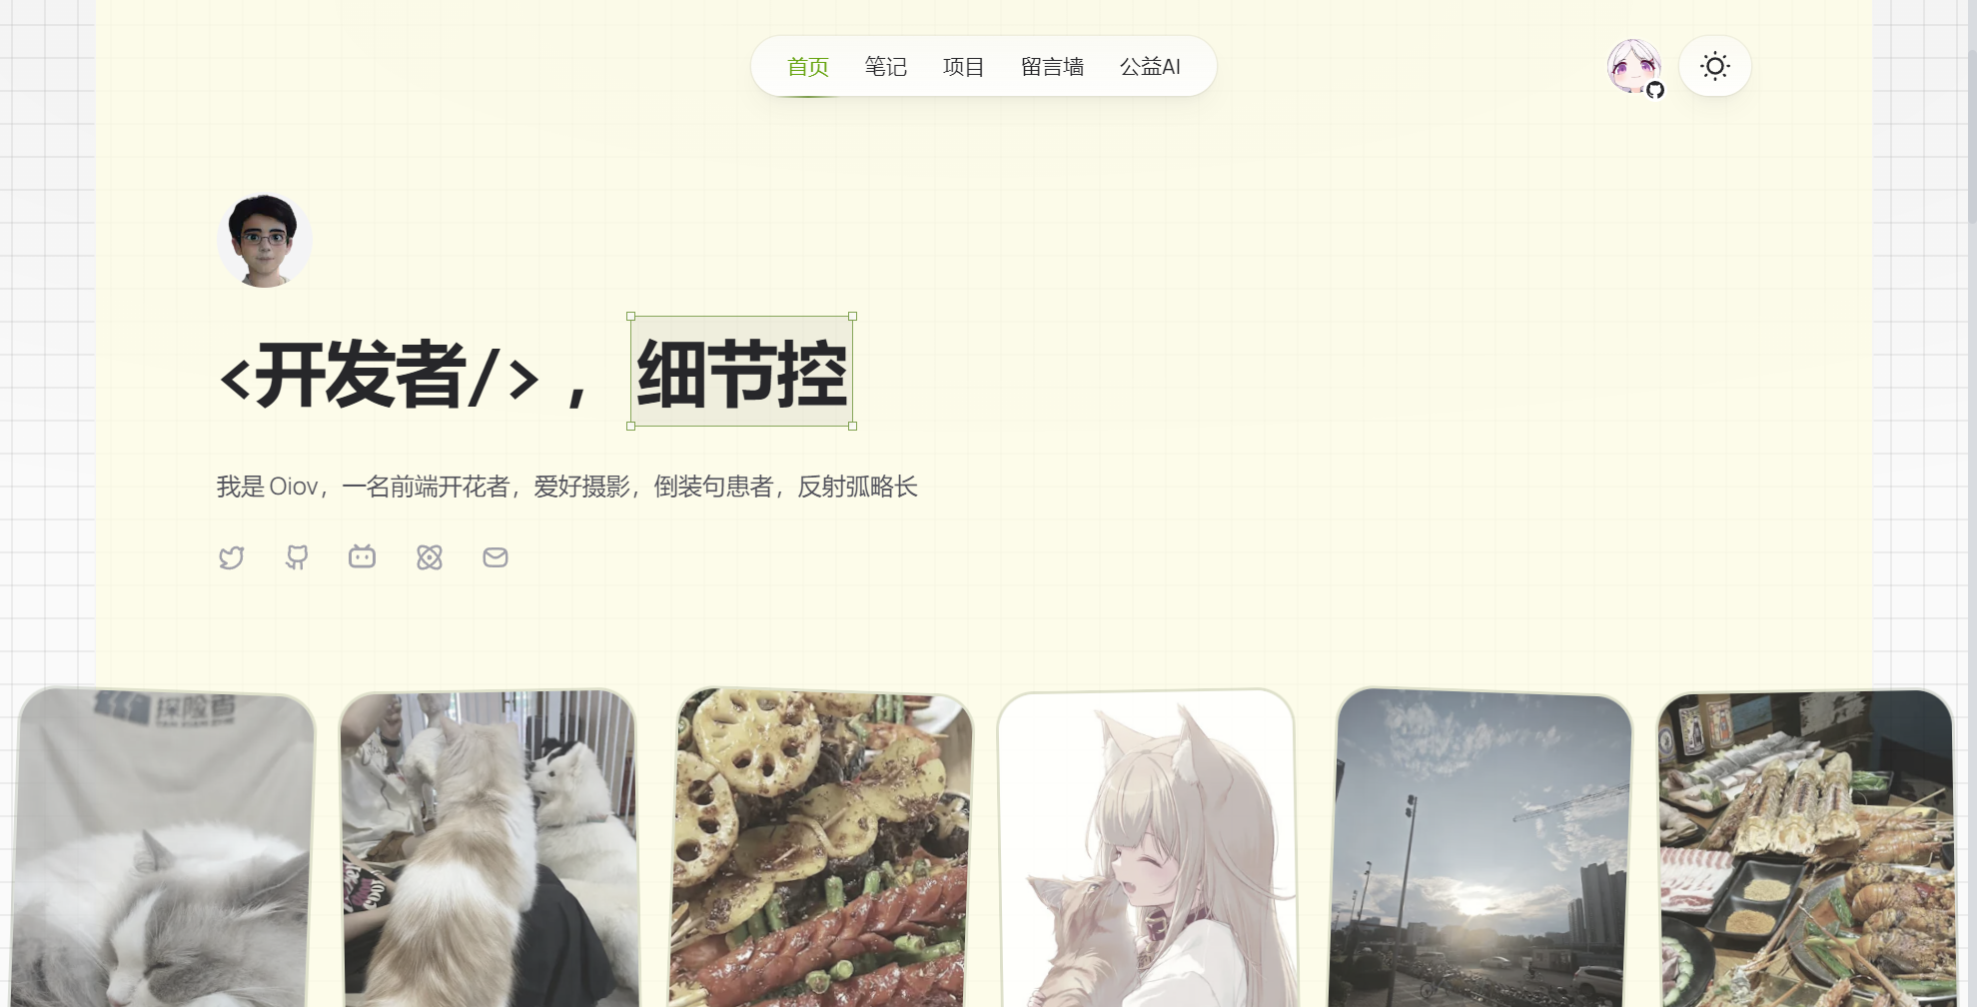 首页 笔记 项目 留言墙 公益AI
<开发者/>， 细节控
我是 Oiov，一名前端开花者，爱好摄影，倒装句患者，反射弧略长
探险者